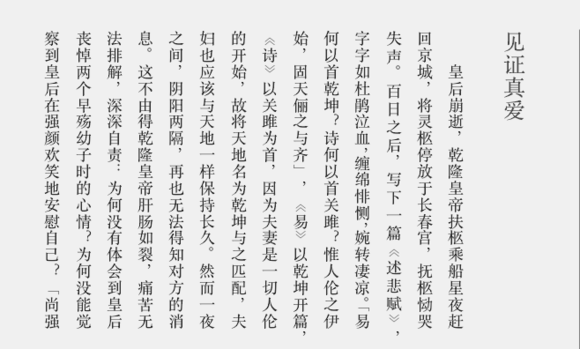 见证真爱
皇后崩逝，乾隆皇帝扶柩乘船星夜赶
回京城，将灵柩停放于长春宫，抚柩恸哭
失声。百日之后，写下一篇《述悲赋》，
字字如杜鹃泣血，缠绵悱恻，婉转凄凉。「易
何以首乾坤？诗何以首关雎？惟人伦之伊
始，固天俪之与齐」，《易》以乾坤开篇，
《诗》以关雎为首，因为夫妻是一切人伦
的开始，故将天地名为乾坤与之匹配，夫
妇也应该与天地一样保持长久。然而一夜
之间，阴阳两隔，再也无法得知对方的消
息。这不由得乾隆皇帝肝肠如裂，痛苦无
法排解，深深自责：为何没有体会到皇后
丧悼两个早殇幼子时的心情？为何没能觉
察到皇后在强颜欢笑地安慰自己？「尚强